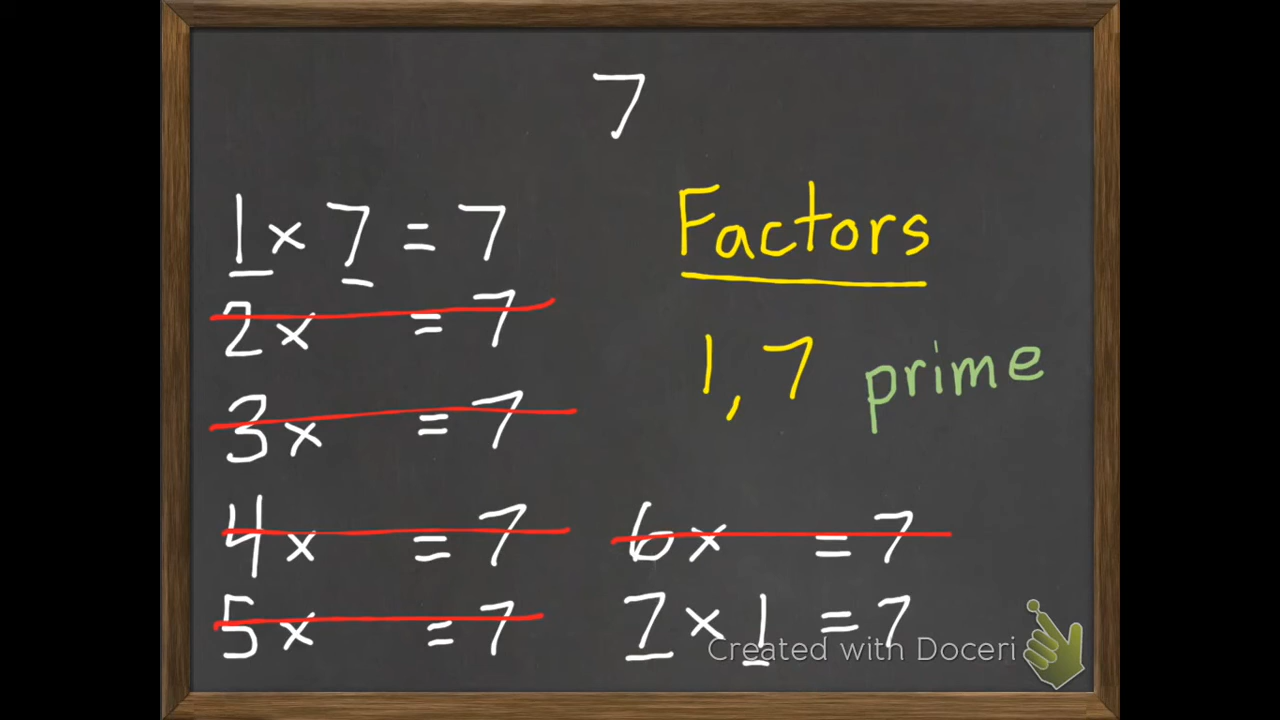 7
1 x 7 = 7
2 x = 7
3 x = 7
4 x = 7
5 x = 7
Factors
1, 7 prime
6 x = 7
7 x 1 = 7
Created with Doceri